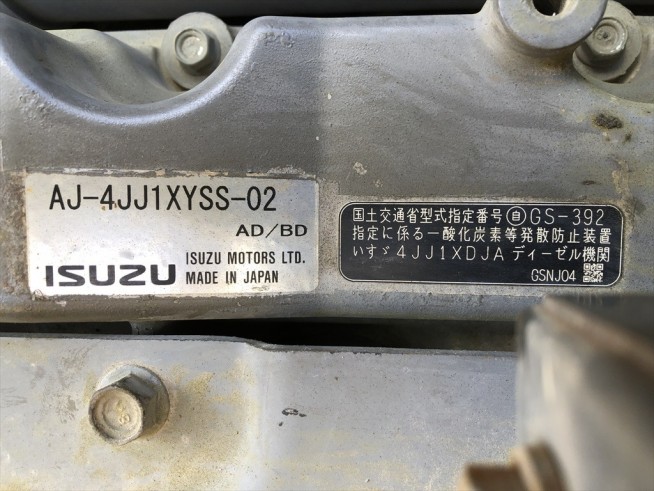 AJ-4JJ1XYSS-02
AD/BD
ISUZU
ISUZU MOTORS LTD.
MADE IN JAPAN
国土交通省型式指定番号自GS-392
指定に係る一酸化炭素等発散防止装置
いすゞ4JJ1XDJAディーゼル機関
GSNJ04